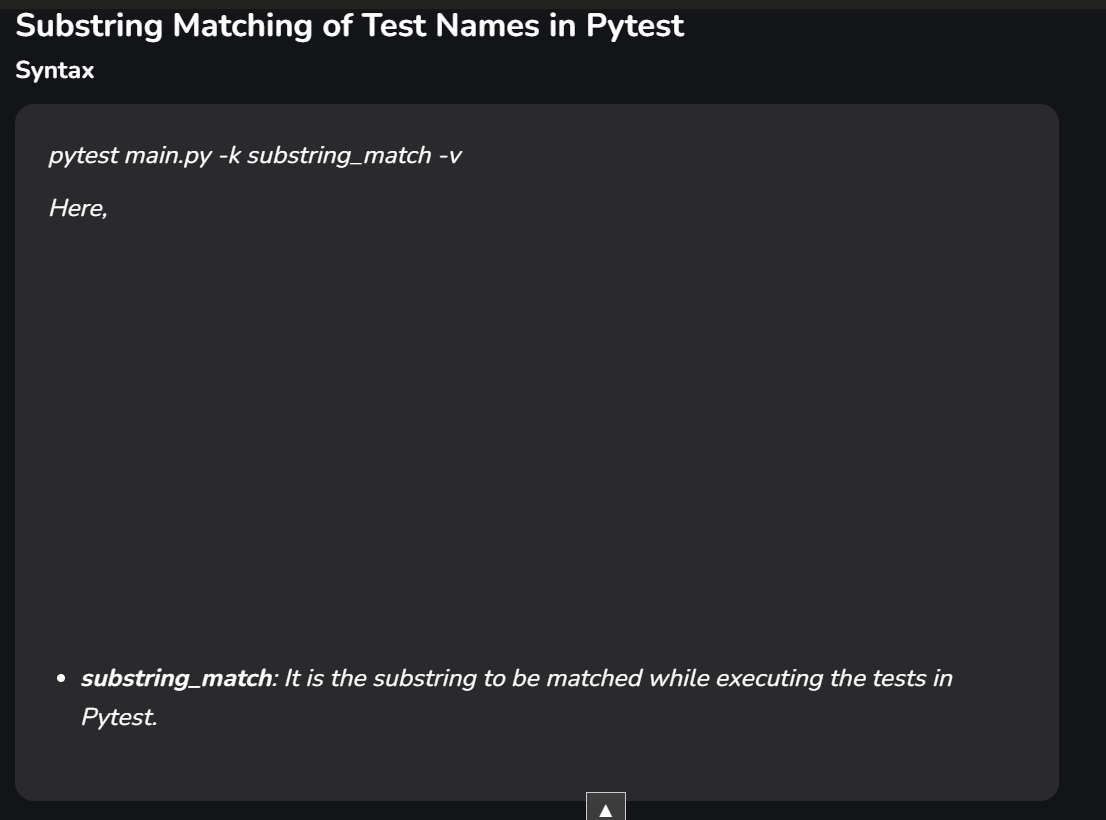 Substring Matching of Test Names in Pytest
Syntax
pytest main.py -k substring_match -v
Here,
substring_match: It is the substring to be matched while executing the tests in
Pytest.